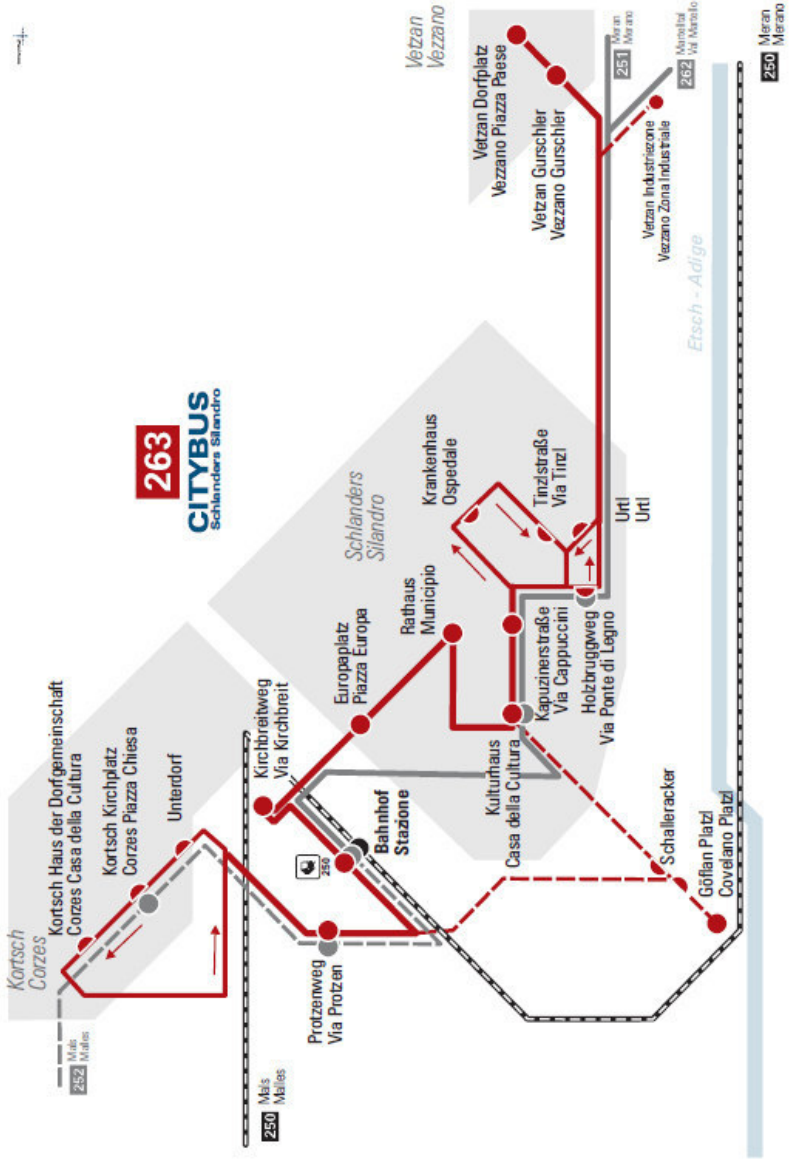 263
CITYBUS
Schlanders Silandro
Kortsch
Corzes
Kortsch Haus der Dorfgemeinschaft
Corzes Casa della Cultura
Kortsch Kirchplatz
Corzes Piazza Chiesa
Unterdorf
252
Mals
Malles
250
Mals
Malles
Protzenweg
Via Protzen
Kirchbreitweg
Via Kirchbreit
250
Bahnhof
Stazione
Europaplatz
Piazza Europa
Rathaus
Municipio
Schlanders
Silandro
Krankenhaus
Ospedale
Tinzlstraße
Via Tinzl
Urtl
Urtl
Kulturhaus
Casa della Cultura
Kapuzinerstraße
Via Cappuccini
Holzbruggweg
Via Ponte di Legno
Schalleracker
Göflan Platzl
Covelano Platzl
Vetzan
Vezzano
Vetzan Dorfplatz
Vezzano Piazza Paese
Vetzan Gurschler
Vezzano Gurschler
Vetzan Industriezone
Vezzano Zona Industriale
251
Meran
Merano
262
Martelltal
Val Martello
Etsch - Adige
250
Meran
Merano